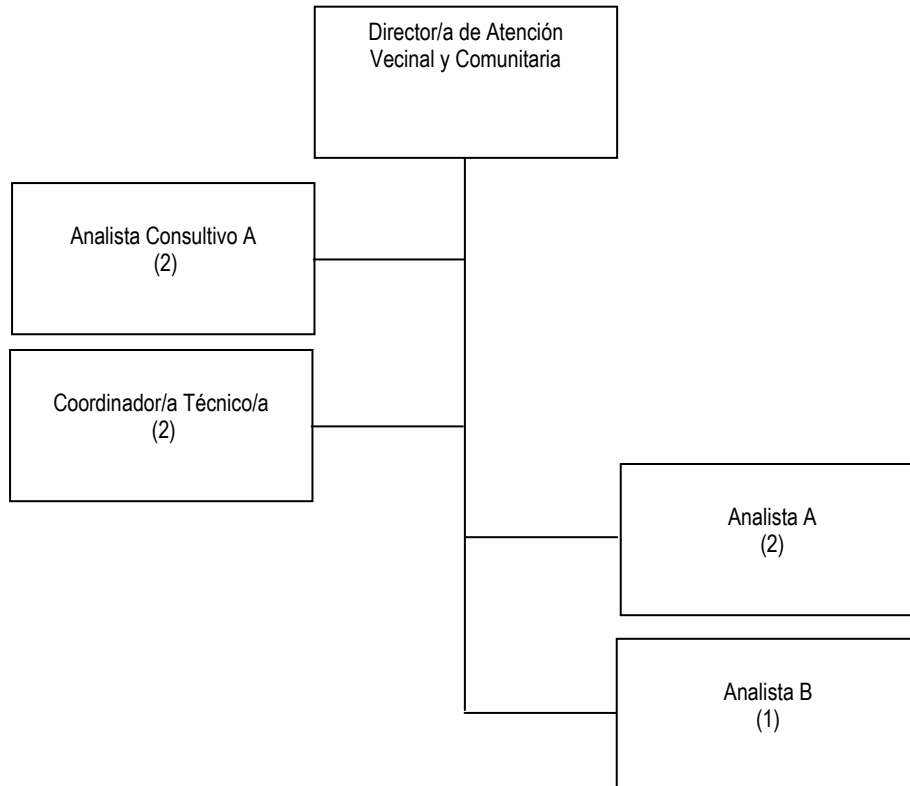 Director/a de Atención
Vecinal y Comunitaria
Analista Consultivo A
(2)
Coordinador/a Técnico/a
(2)
Analista A
(2)
Analista B
(1)